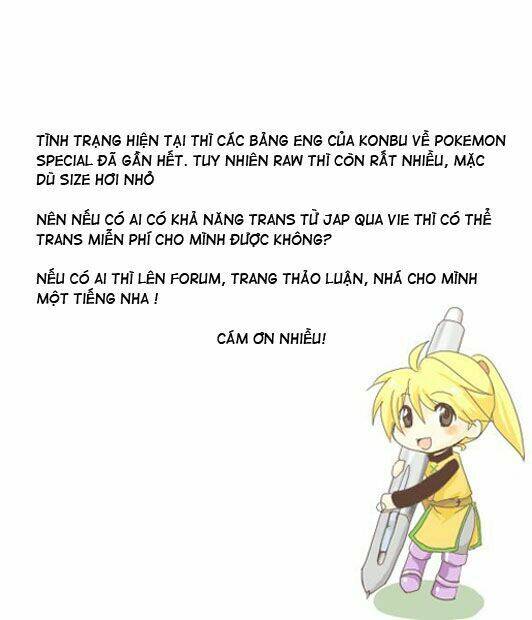 TÌNH TRẠNG HIỆN TẠI THÌ CÁC BẢNG ENG CỦA KONBU VỀ POKEMON
SPECIAL ĐÃ GẦN HẾT. TUY NHIÊN RAW THÌ CÒN RẤT NHIỀU, MẶC
DÙ SIZE HƠI NHỎ
NÊN NẾU CÓ AI CÓ KHẢ NĂNG TRANS TỪ JAP QUA VIE THÌ CÓ THỂ
TRANS MIỄN PHÍ CHO MÌNH ĐƯỢC KHÔNG?
NẾU CÓ AI THÌ LÊN FORUM, TRANG THẢO LUẬN, NHÁ CHO MÌNH
MỘT TIẾNG NHA !
CÁM ƠN NHIỀU!